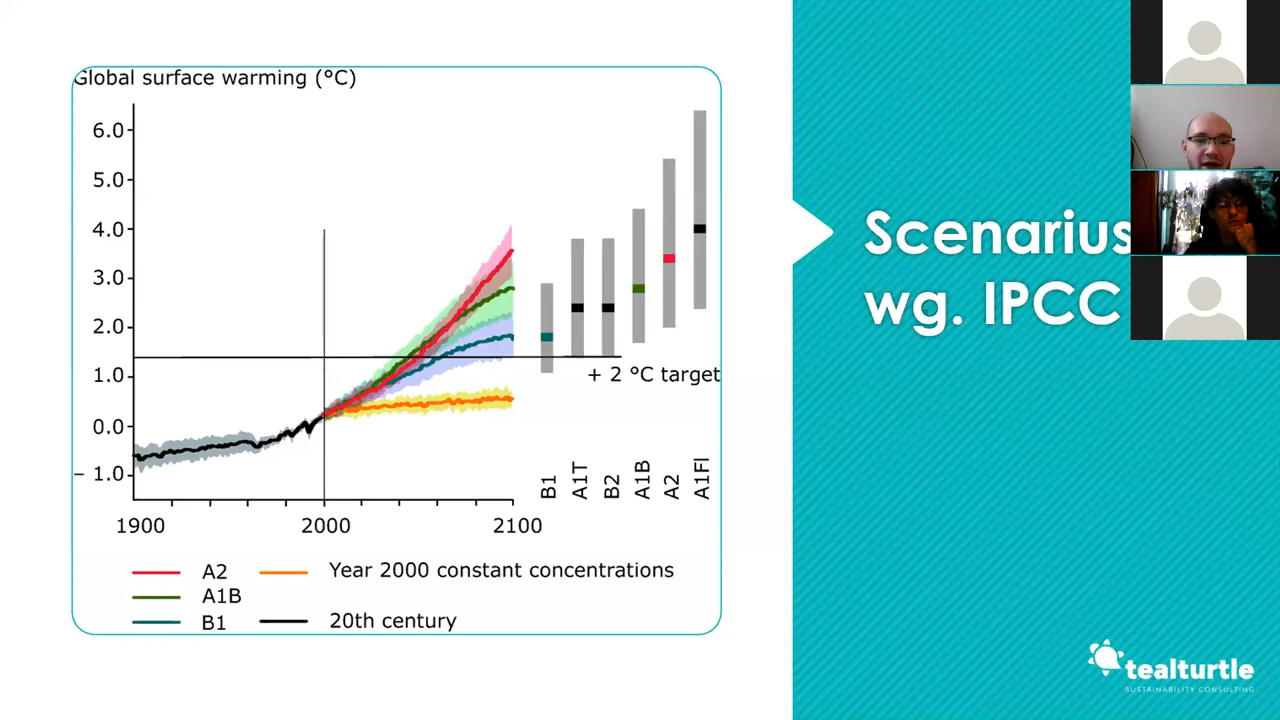 Global surface warming (°C)
6.0
5.0
4.0
3.0
2.0
1.0
0.0
– 1.0
+ 2 °C target
B1
A1T
B2
A1B
A2
A1Fl
1900
2000
2100
A2
Year 2000 constant concentrations
A1B
B1
20th century
Scenarius
wg. IPCC
tealturtle
SUSTAINABILITY CONSULTING